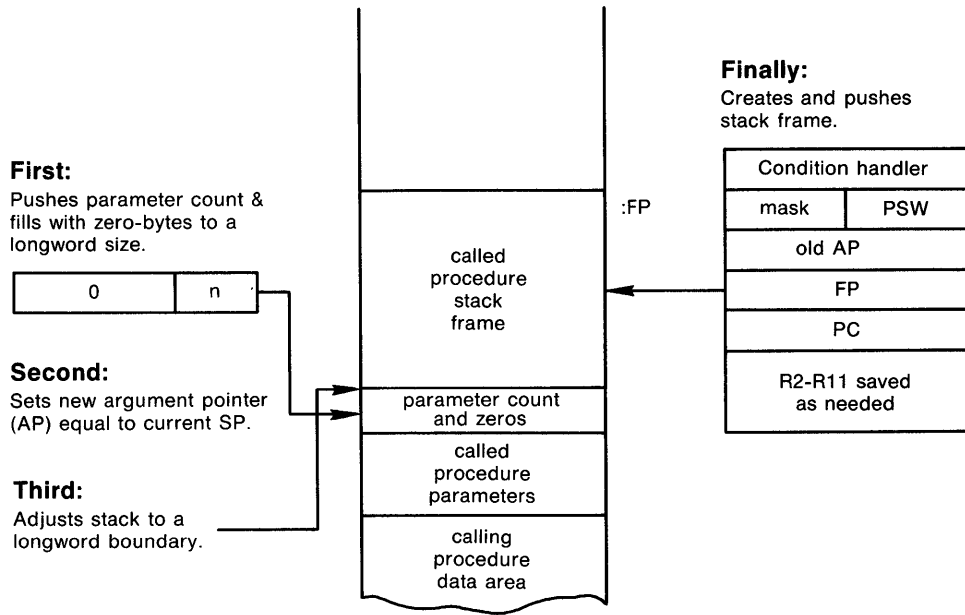 First:
Pushes parameter count &
fills with zero-bytes to a
longword size.
0 n
Second:
Sets new argument pointer
(AP) equal to current SP.
Third:
Adjusts stack to a
longword boundary.
called
procedure
stack
frame
parameter count
and zeros
called
procedure
parameters
calling
procedure
data area
:FP
Finally:
Creates and pushes
stack frame.
Condition handler
mask PSW
old AP
FP
PC
R2-R11 saved
as needed